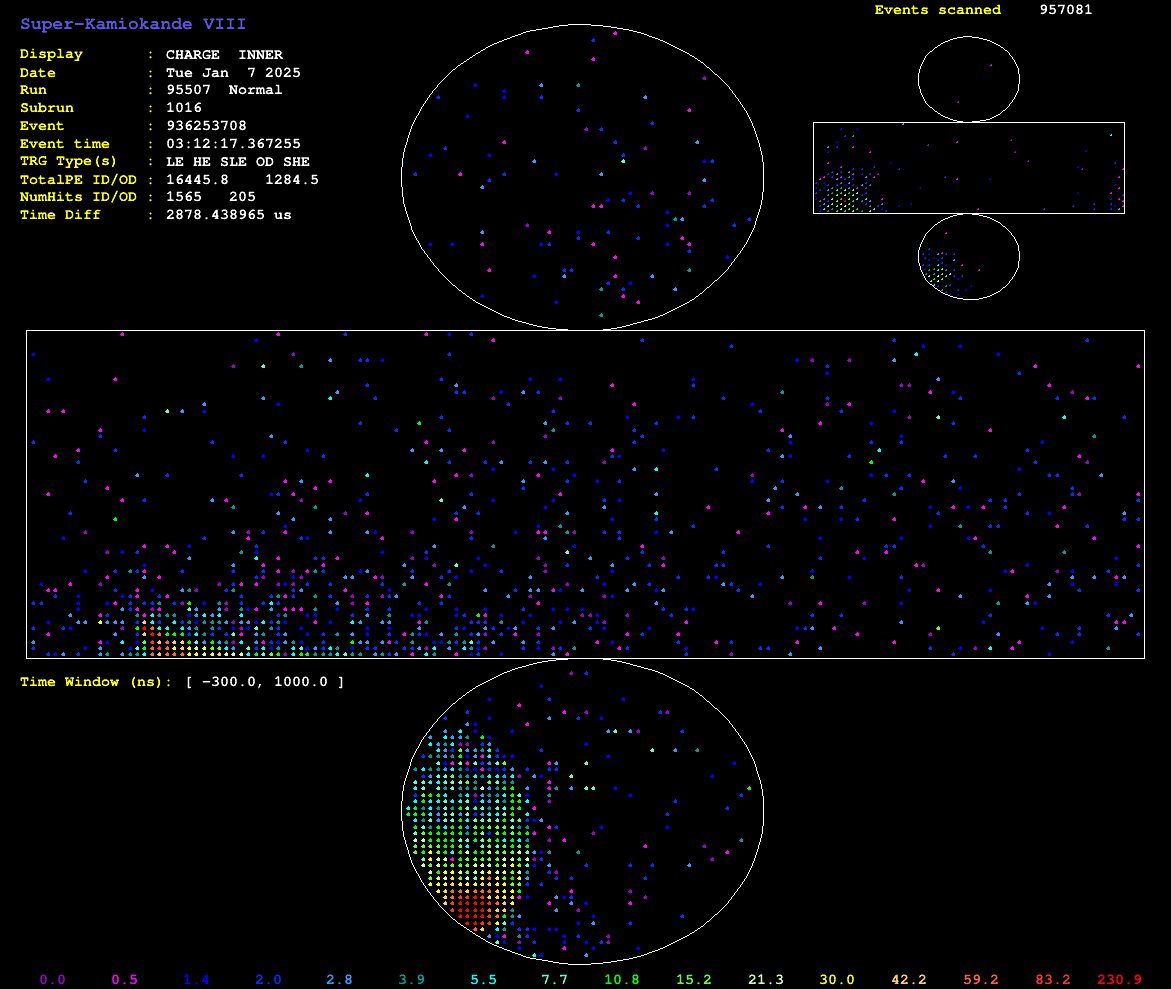 Super-Kamiokande VIII
Events scanned 957081
Display : CHARGE INNER
Date : Tue Jan 7 2025
Run : 95507 Normal
Subrun : 1016
Event : 936253708
Event time : 03:12:17.367255
TRG Type(s) : LE HE SLE OD SHE
TotalPE ID/OD : 16445.8 1284.5
NumHits ID/OD : 1565 205
Time Diff : 2878.438965 us
Time Window (ns): [ −300.0, 1000.0 ]
0.0 0.5 1.4 2.0 2.8 3.9 5.5 7.7 10.8 15.2 21.3 30.0 42.2 59.2 83.2 230.9